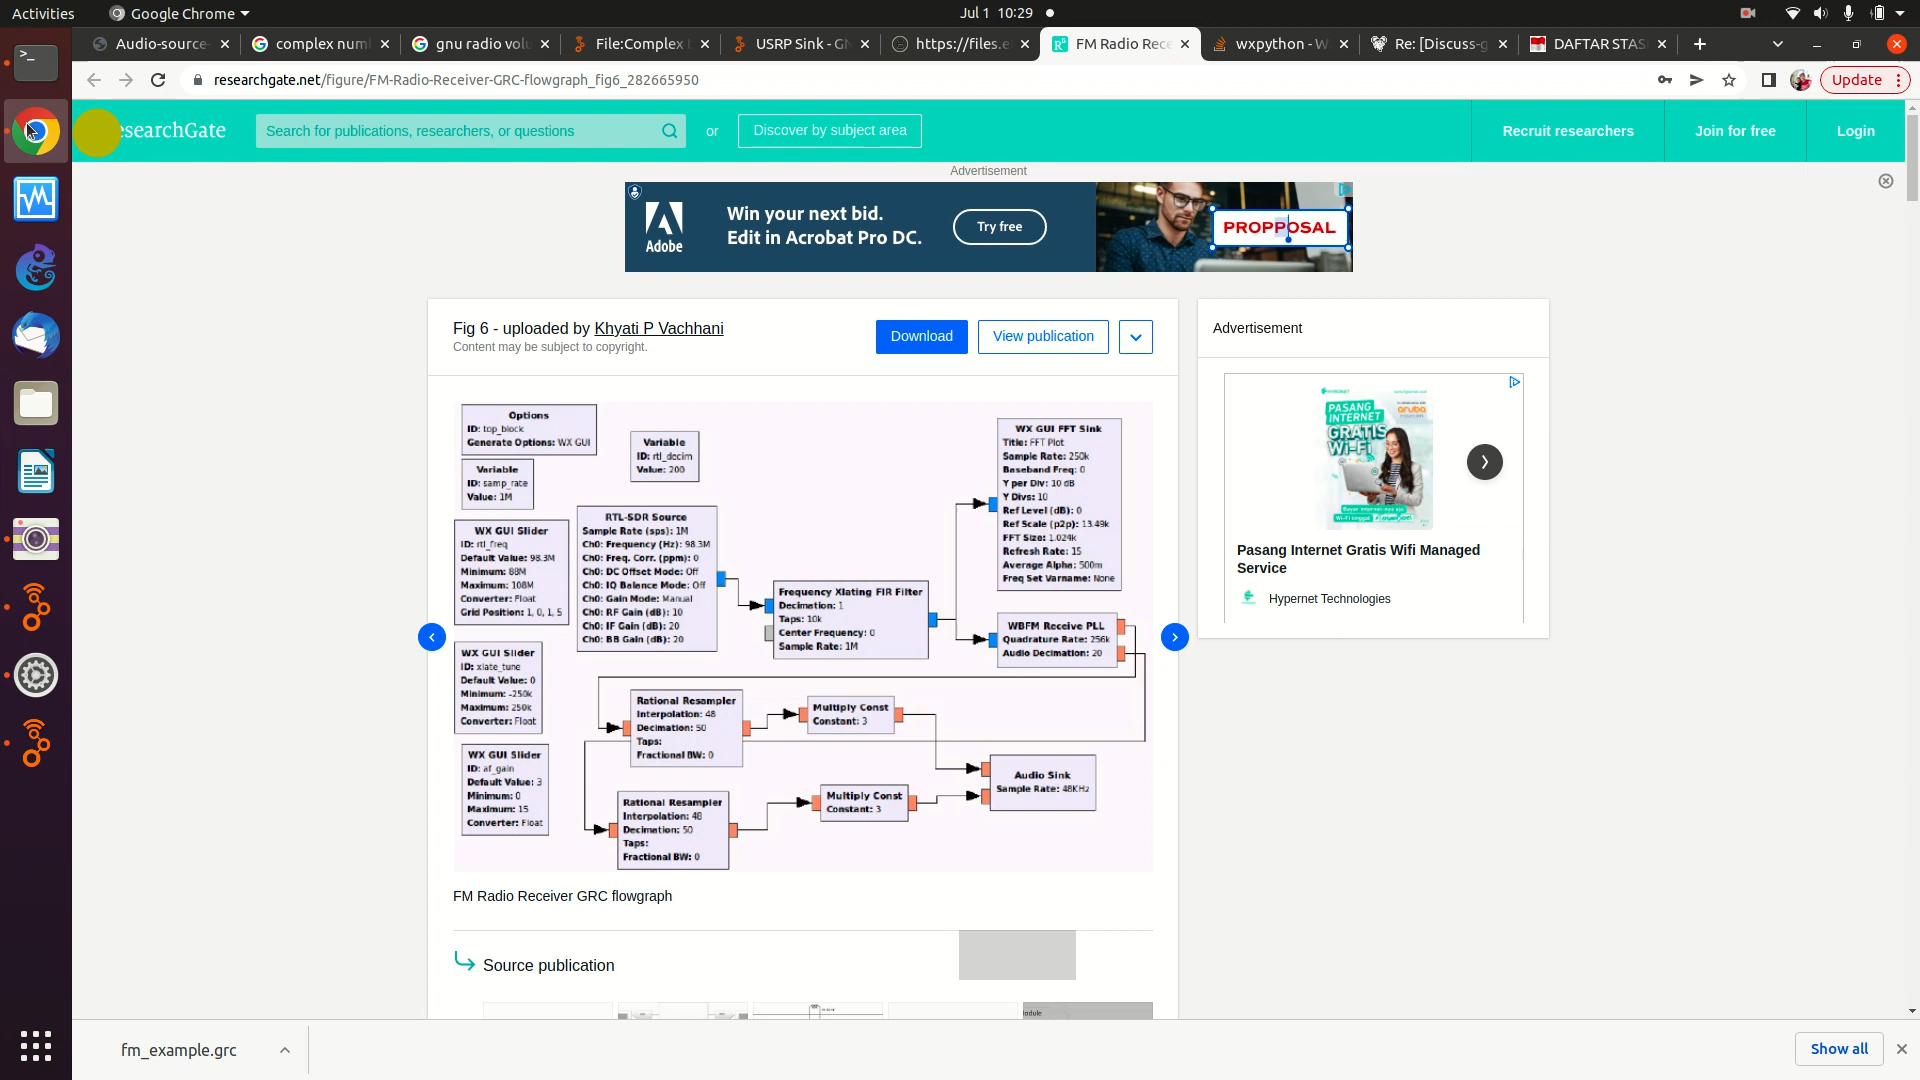 Activities
Google Chrome
Jul 1 10:29
Audio-source
complex num
gnu radio volu
File:Complex t
USRP Sink - GN
https://files.e
FM Radio Rece
wxpython - W
Re: [Discuss-g
DAFTAR STAS
researchgate.net/figure/FM-Radio-Receiver-GRC-flowgraph_fig6_282665950
Update
esearchGate
Search for publications, researchers, or questions
or
Discover by subject area
Recruit researchers
Join for free
Login
Advertisement
Adobe
Win your next bid.
Edit in Acrobat Pro DC.
Try free
PROPPOSAL
Fig 6 - uploaded by Khyati P Vachhani
Content may be subject to copyright.
Download
View publication
Advertisement
Options
ID: top_block
Generate Options: WX GUI
Variable
ID: samp_rate
Value: 1M
Variable
ID: rtl_decim
Value: 200
WX GUI Slider
ID: rtl_freq
Default Value: 98.3M
Minimum: 88M
Maximum: 108M
Converter: Float
Grid Position: 1, 0, 1, 5
RTL-SDR Source
Sample Rate (sps): 1M
Ch0: Frequency (Hz): 98.3M
Ch0: Freq. Corr. (ppm): 0
Ch0: DC Offset Mode: Off
Ch0: IQ Balance Mode: Off
Ch0: Gain Mode: Manual
Ch0: RF Gain (dB): 10
Ch0: IF Gain (dB): 20
Ch0: BB Gain (dB): 20
Frequency Xlating FIR Filter
Decimation: 1
Taps: 10k
Center Frequency: 0
Sample Rate: 1M
WX GUI FFT Sink
Title: FFT Plot
Sample Rate: 250k
Baseband Freq: 0
Y per Div: 10 dB
Y Divs: 10
Ref Level (dB): 0
Ref Scale (p2p): 13.49k
FFT Size: 1.024k
Refresh Rate: 15
Average Alpha: 500m
Freq Set Varname: None
WBFM Receive PLL
Quadrature Rate: 256k
Audio Decimation: 20
WX GUI Slider
ID: xlate_tune
Default Value: 0
Minimum: -250k
Maximum: 250k
Converter: Float
Rational Resampler
Interpolation: 48
Decimation: 50
Taps:
Fractional BW: 0
Multiply Const
Constant: 3
WX GUI Slider
ID: af_gain
Default Value: 3
Minimum: 0
Maximum: 15
Converter: Float
Rational Resampler
Interpolation: 48
Decimation: 50
Taps:
Fractional BW: 0
Multiply Const
Constant: 3
Audio Sink
Sample Rate: 48KHz
PASANG
INTERNET
GRATIS
Wi-Fi
aruba
Pasang Internet Gratis Wifi Managed
Service
Hypernet Technologies
FM Radio Receiver GRC flowgraph
Source publication
fm_example.grc
Show all